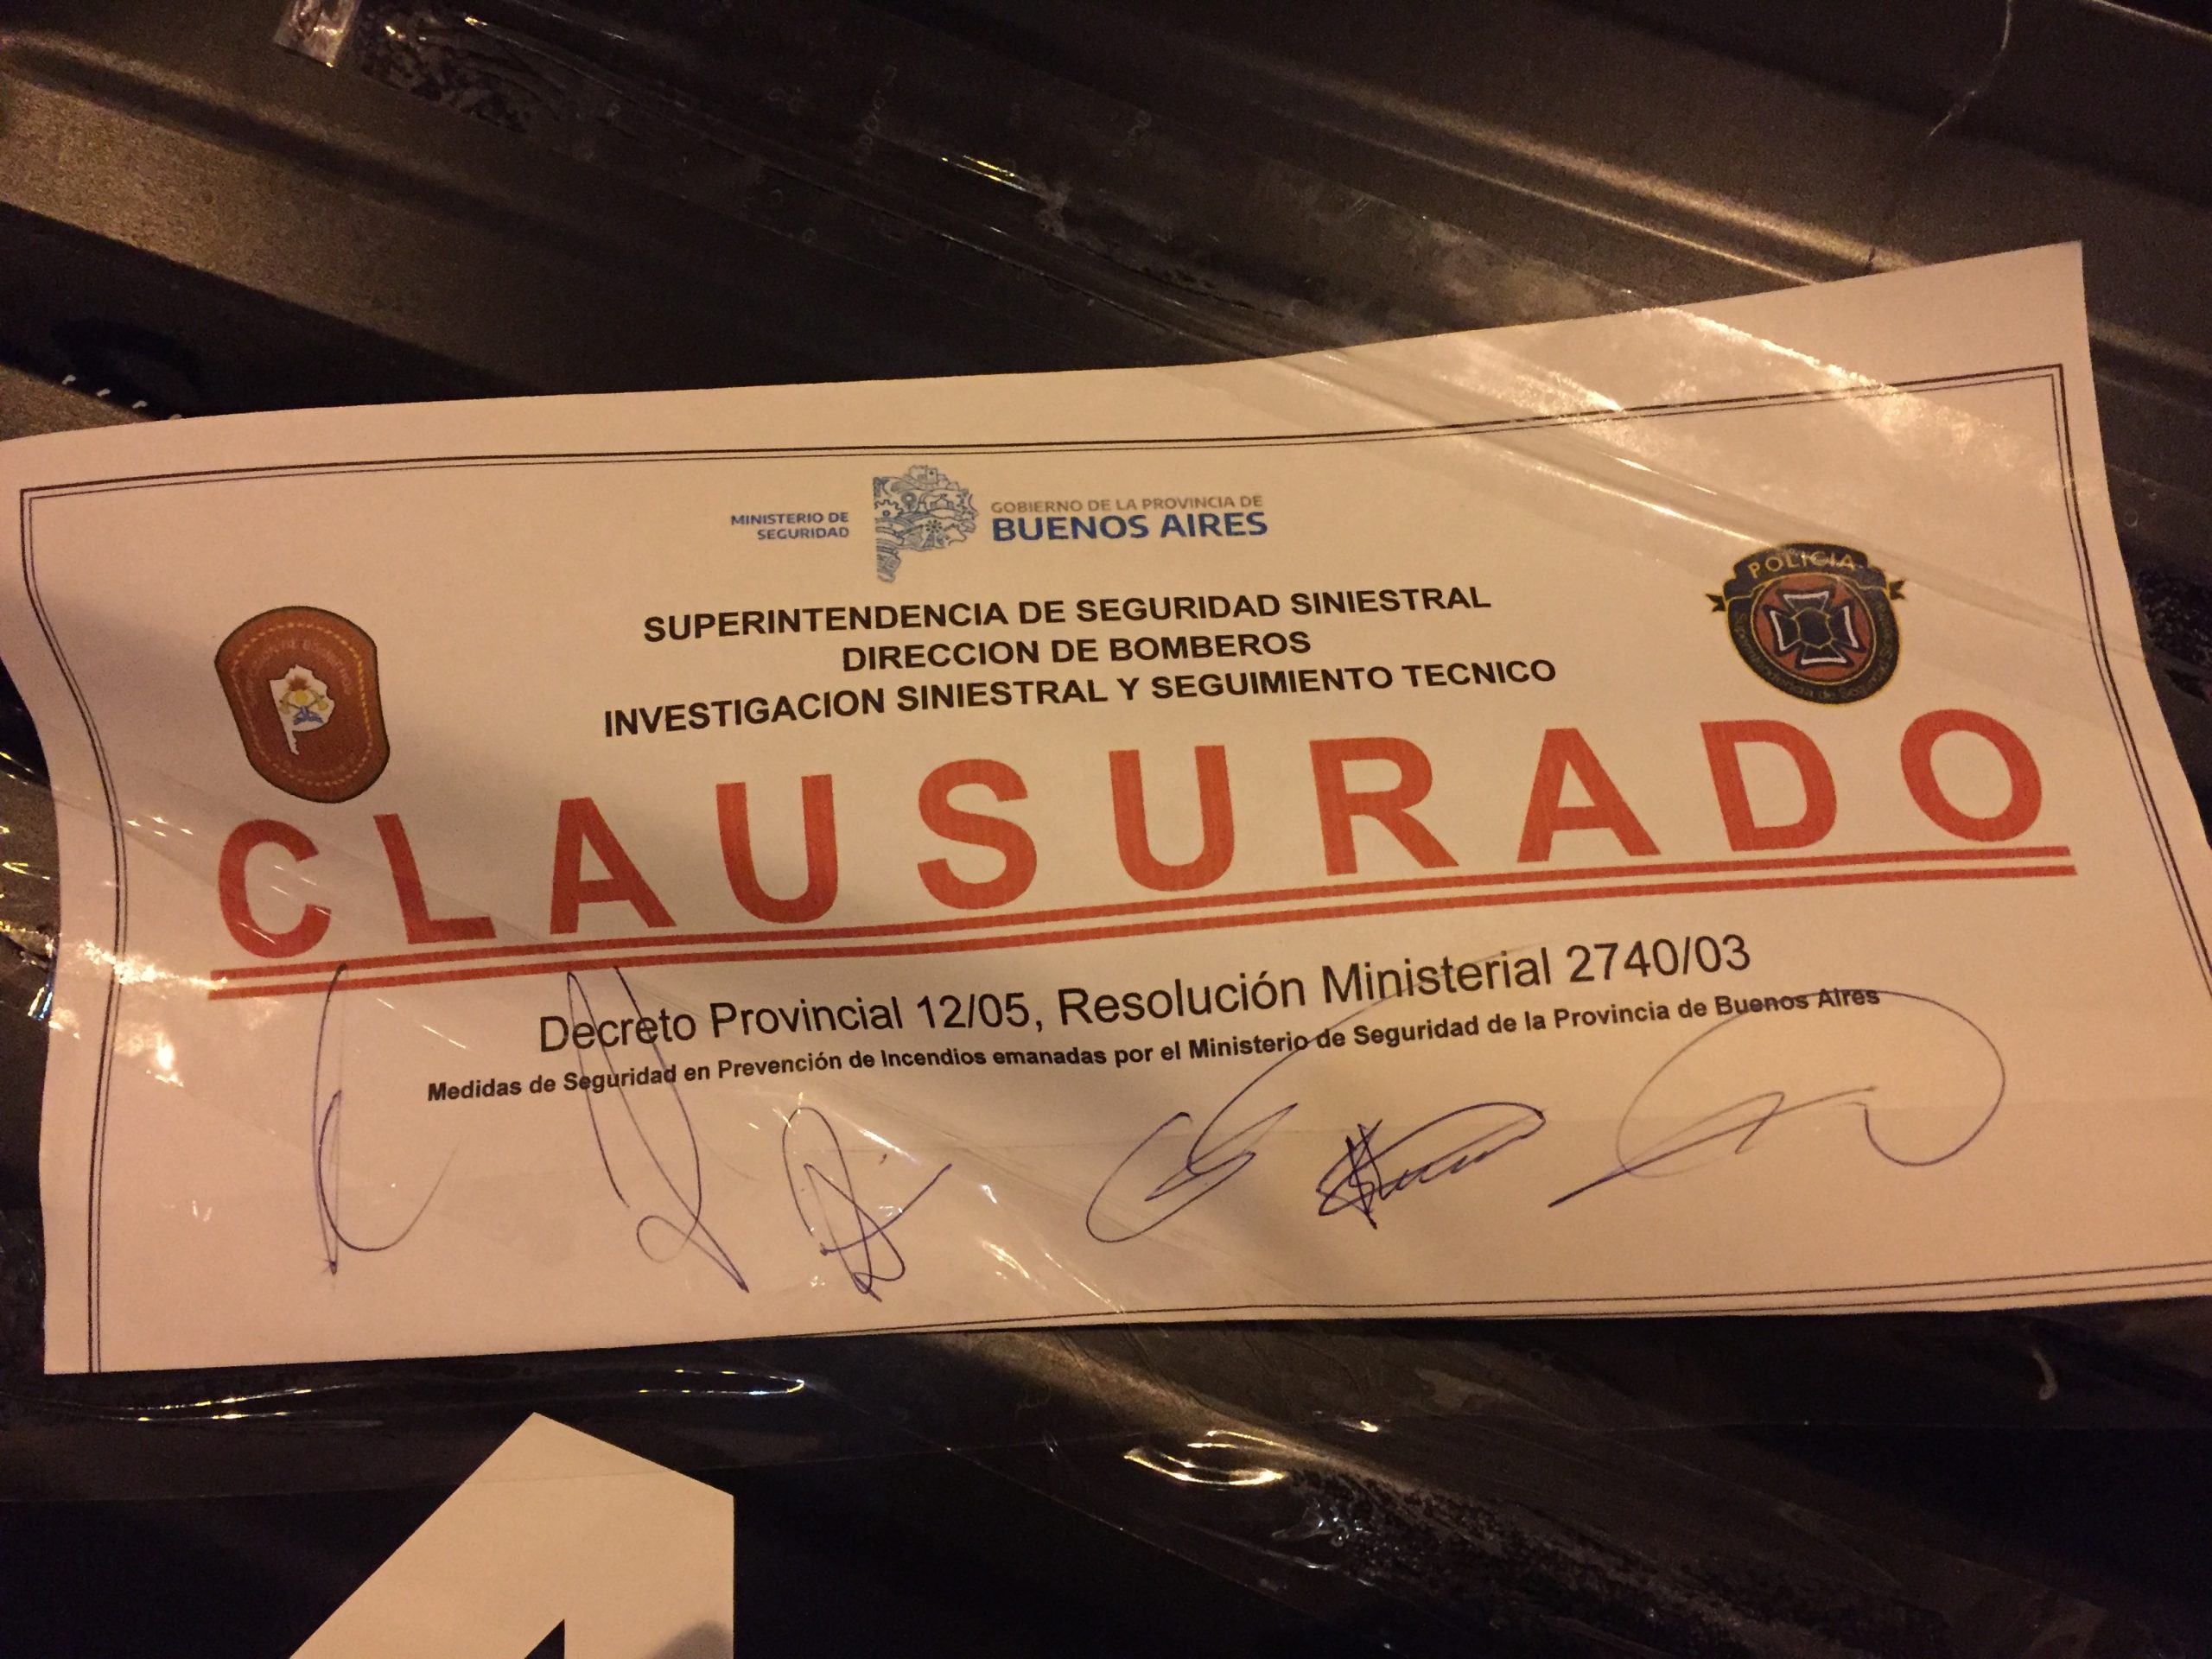 MINISTERIO DE
SEGURIDAD
GOBIERNO DE LA PROVINCIA DE
BUENOS AIRES
SUPERINTENDENCIA DE SEGURIDAD SINIESTRAL
DIRECCION DE BOMBEROS
INVESTIGACION SINIESTRAL Y SEGUIMIENTO TECNICO
POLICIA
CLAUSURADO
Decreto Provincial 12/05, Resolución Ministerial 2740/03
Medidas de Seguridad en Prevención de Incendios emanadas por el Ministerio de Seguridad de la Provincia de Buenos Aires